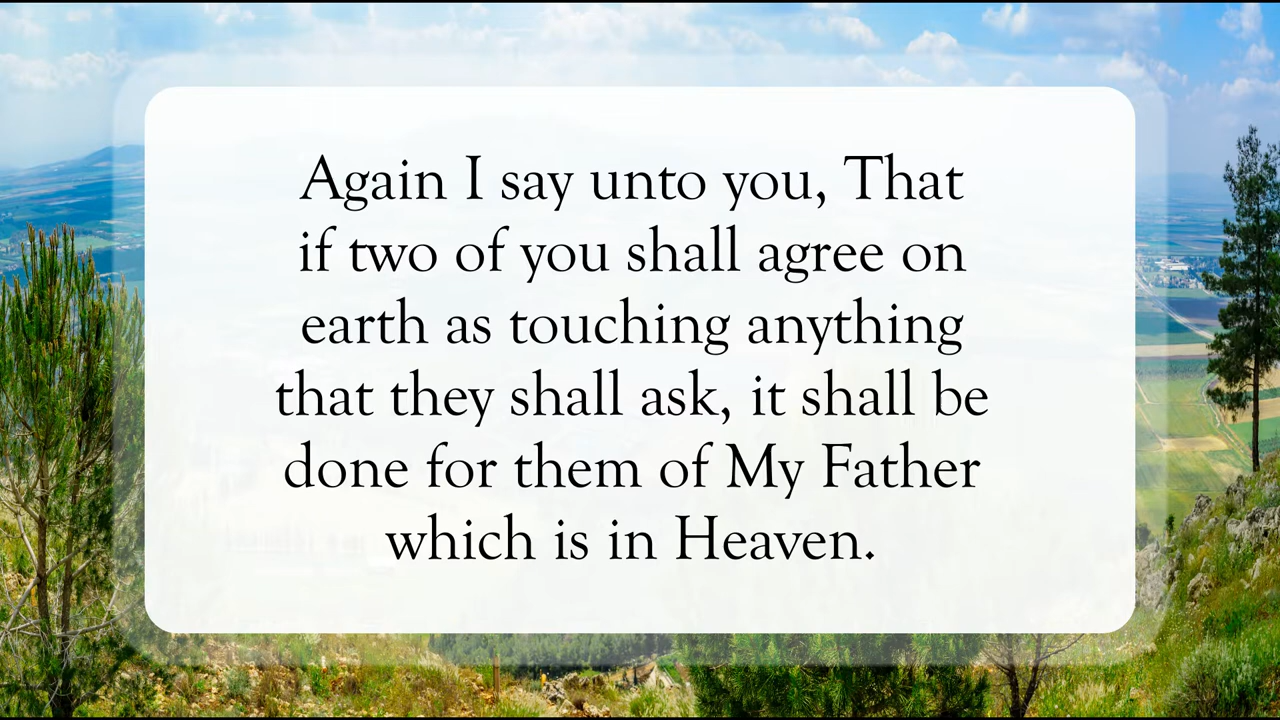 Again I say unto you, That
if two of you shall agree on
earth as touching anything
that they shall ask, it shall be
done for them of My Father
which is in Heaven.